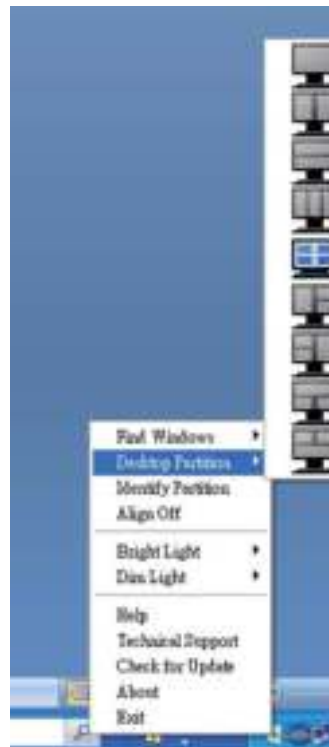 Find Windows
Desktop Partition
Identify Partition
Align Off
Bright Light
Dim Light
Help
Technical Support
Check for Update
About
Exit